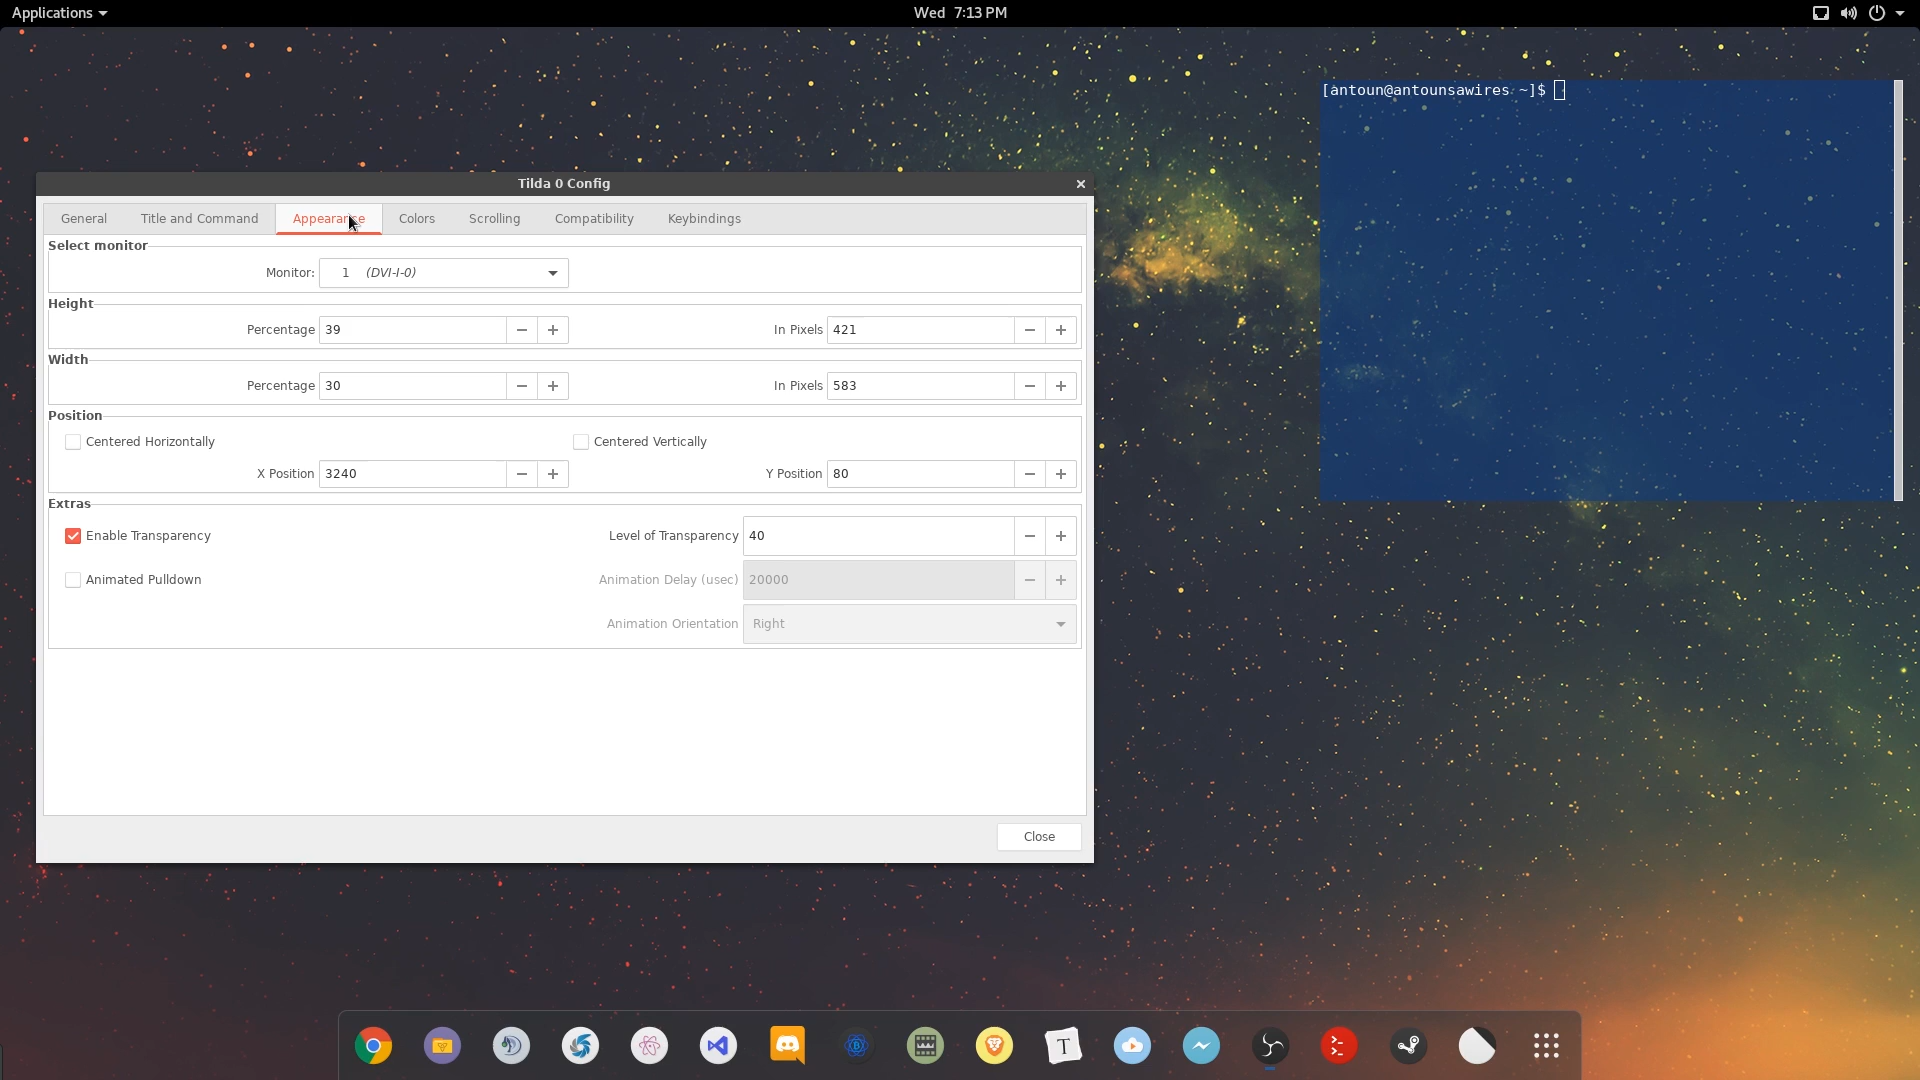 Applications
Wed 7:13 PM
[antoun@antounsawires ~]$
Tilda 0 Config
General Title and Command Appearance Colors Scrolling Compatibility Keybindings
Select monitor
Monitor: 1 (DVI-I-0)
Height
Percentage 39 In Pixels 421
Width
Percentage 30 In Pixels 583
Position
Centered Horizontally Centered Vertically
X Position 3240 Y Position 80
Extras
Enable Transparency Level of Transparency 40
Animated Pulldown Animation Delay (usec) 20000
Animation Orientation Right
Close
T